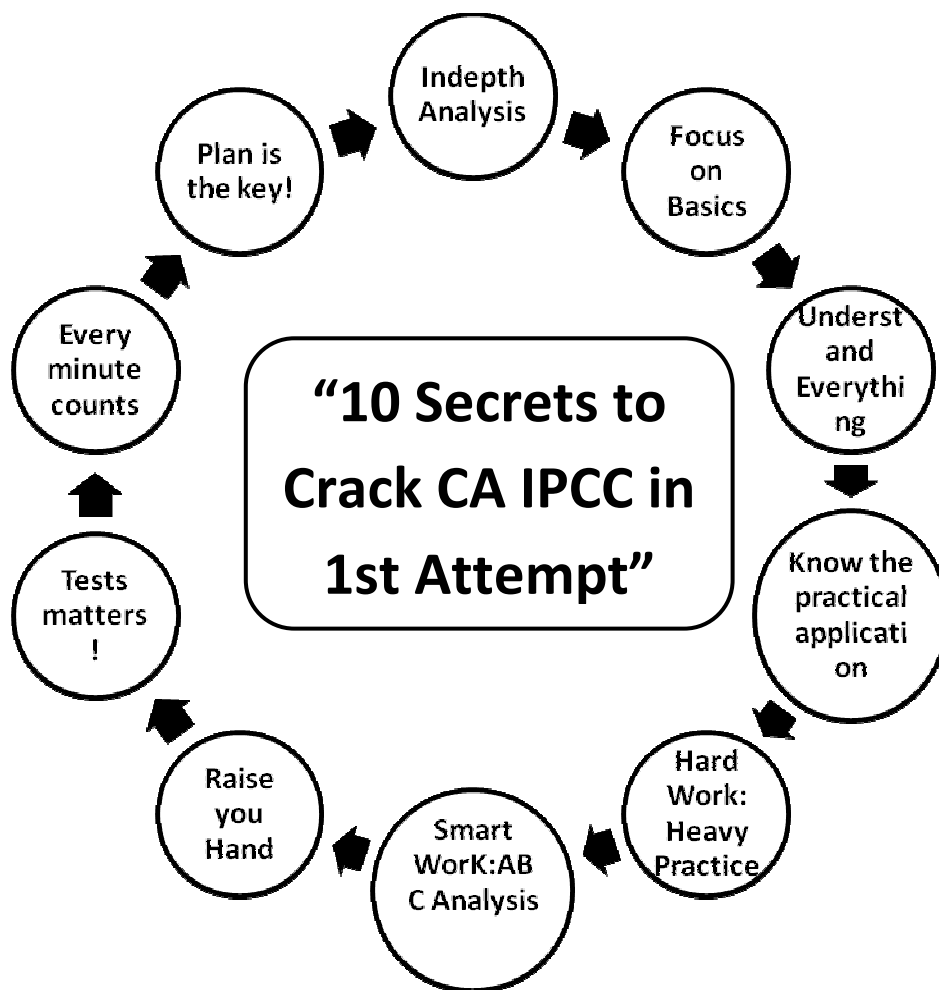 Indepth
Analysis
Focus
on
Basics
Underst
and
Everythi
ng
Know the
practical
applicati
on
Hard
Work:
Heavy
Practice
Smart
WorK:AB
C Analysis
Raise
you
Hand
Tests
matters
!
Every
minute
counts
Plan is
the key!
“10 Secrets to
Crack CA IPCC in
1st Attempt”